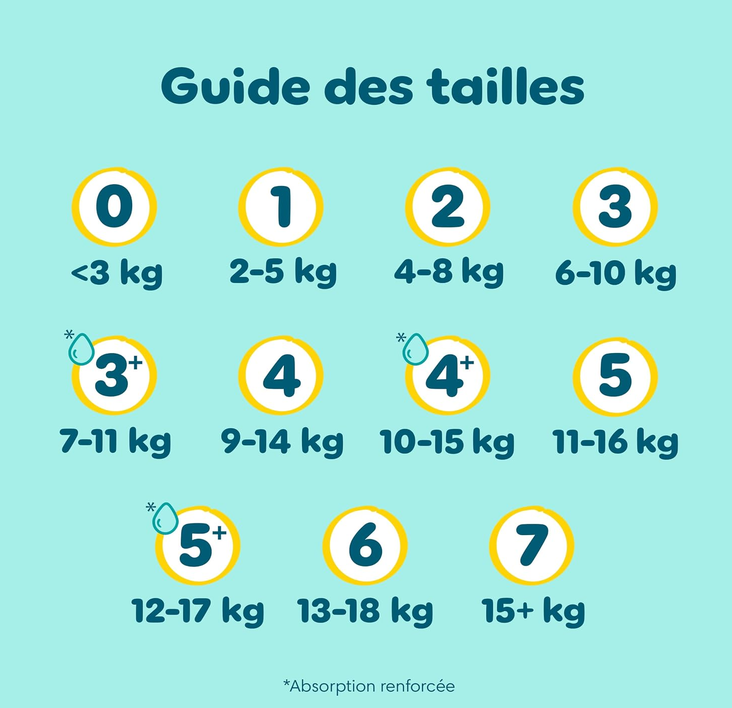 Guide des tailles
0 1 2 3
<3 kg 2-5 kg 4-8 kg 6-10 kg
*3+ 4 *4+ 5
7-11 kg 9-14 kg 10-15 kg 11-16 kg
*5+ 6 7
12-17 kg 13-18 kg 15+ kg
*Absorption renforcée